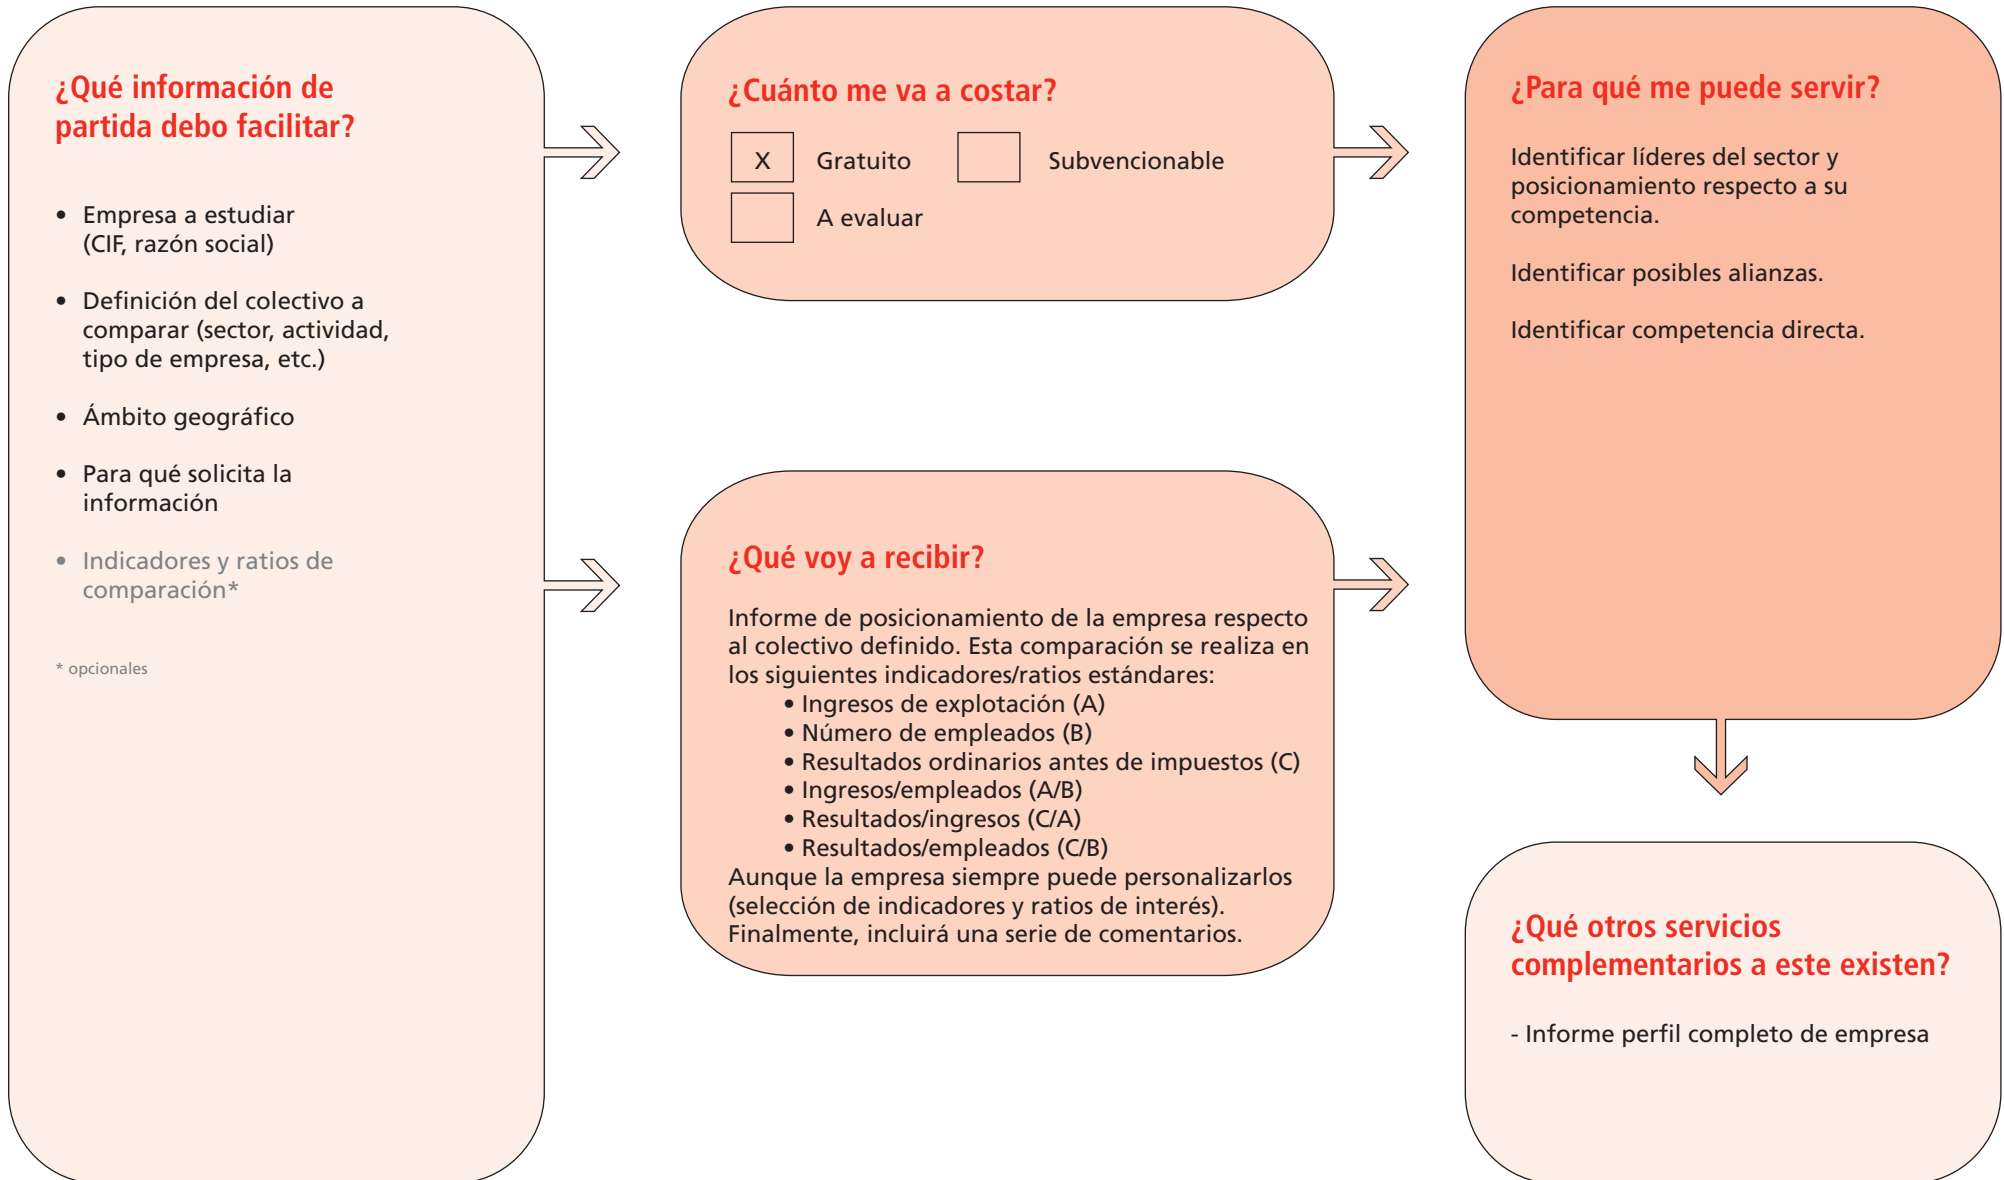 ¿Qué información de
partida debo facilitar?
• Empresa a estudiar
(CIF, razón social)
• Definición del colectivo a
comparar (sector, actividad,
tipo de empresa, etc.)
• Ámbito geográfico
• Para qué solicita la
información
• Indicadores y ratios de
comparación*
* opcionales
¿Cuánto me va a costar?
X Gratuito Subvencionable
A evaluar
¿Qué voy a recibir?
Informe de posicionamiento de la empresa respecto
al colectivo definido. Esta comparación se realiza en
los siguientes indicadores/ratios estándares:
• Ingresos de explotación (A)
• Número de empleados (B)
• Resultados ordinarios antes de impuestos (C)
• Ingresos/empleados (A/B)
• Resultados/ingresos (C/A)
• Resultados/empleados (C/B)
Aunque la empresa siempre puede personalizarlos
(selección de indicadores y ratios de interés).
Finalmente, incluirá una serie de comentarios.
¿Para qué me puede servir?
Identificar líderes del sector y
posicionamiento respecto a su
competencia.
Identificar posibles alianzas.
Identificar competencia directa.
¿Qué otros servicios
complementarios a este existen?
- Informe perfil completo de empresa